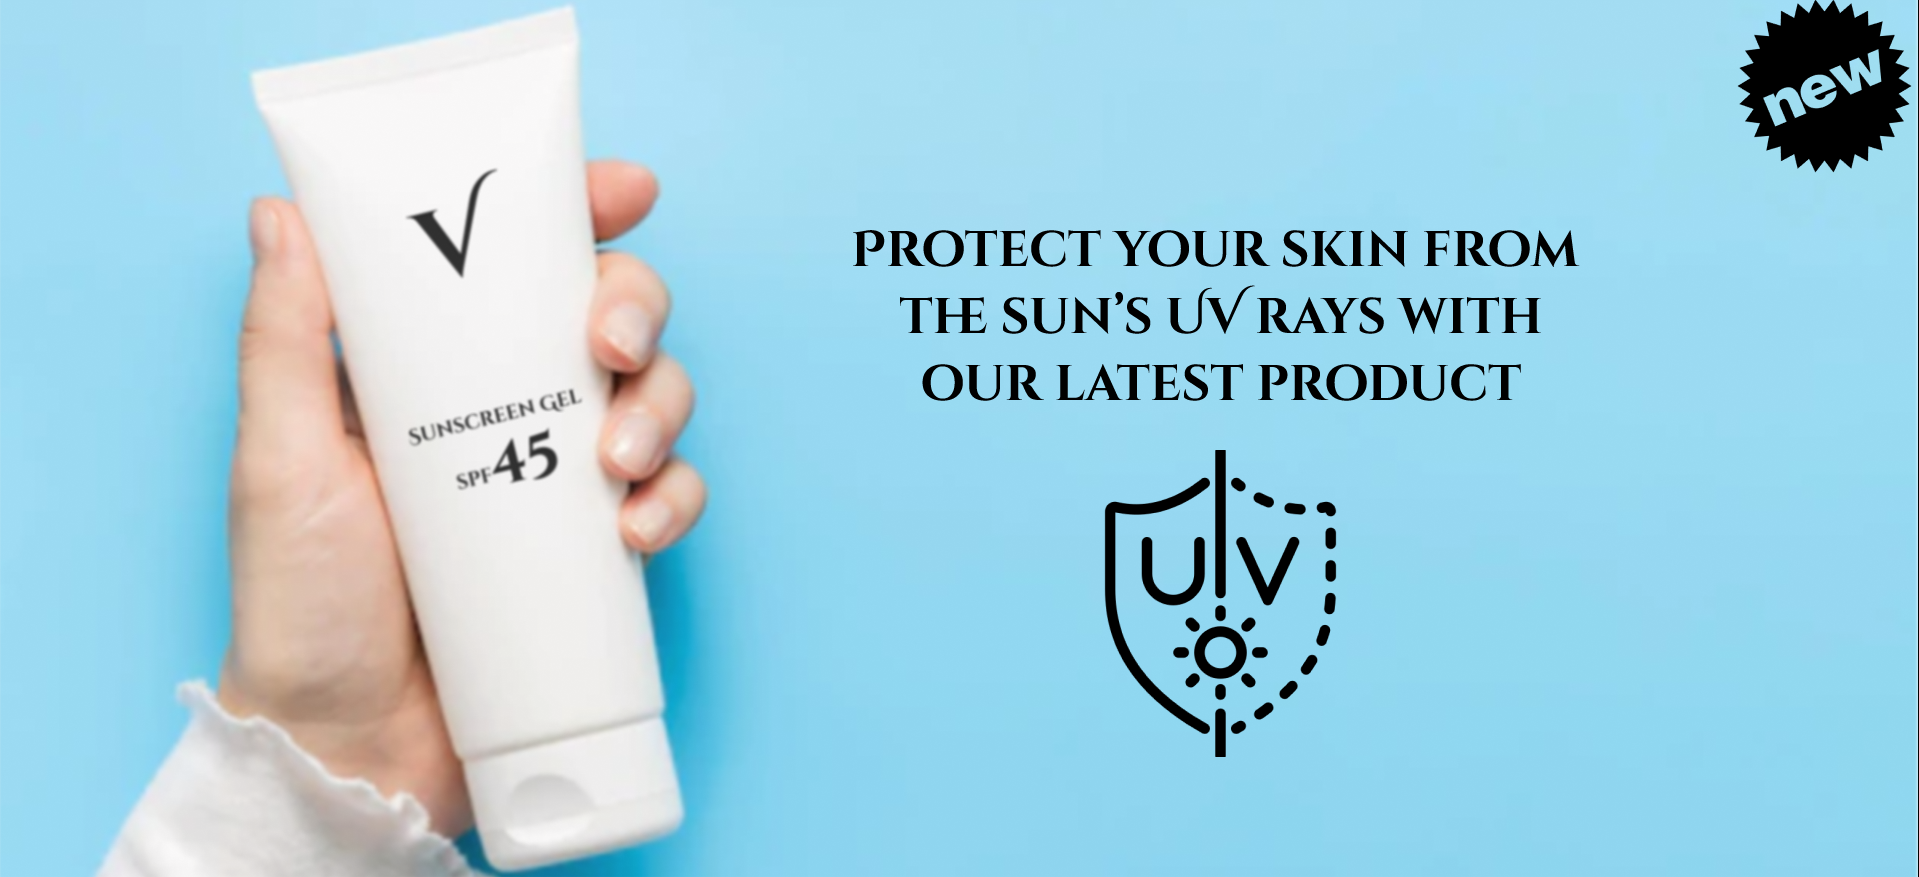 V
SUNSCREEN GEL
SPF45
new
PROTECT YOUR SKIN FROM
THE SUN'S UV RAYS WITH
OUR LATEST PRODUCT
UV